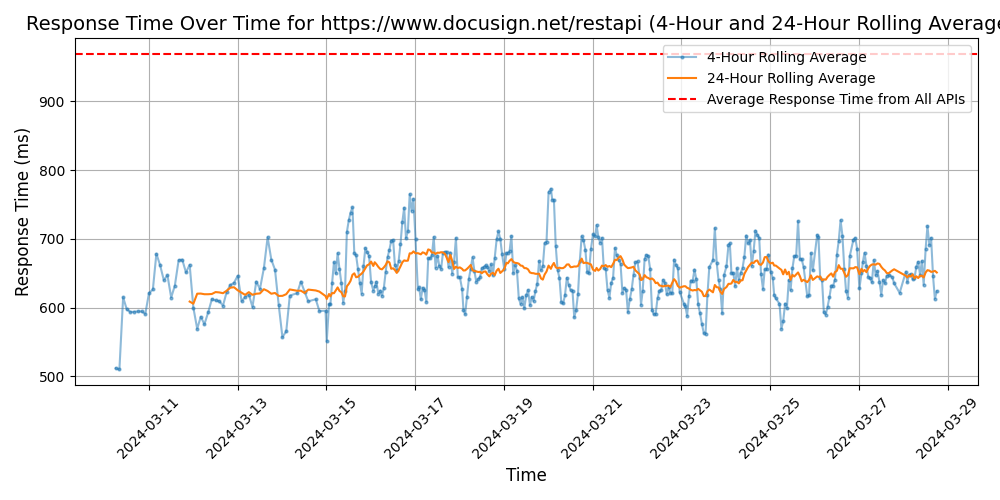 Response Time Over Time for https://www.docusign.net/restapi (4-Hour and 24-Hour Rolling Average
4-Hour Rolling Average
24-Hour Rolling Average
Average Response Time from All APIs
Response Time (ms)
900
800
700
600
500
2024-03-11
2024-03-13
2024-03-15
2024-03-17
2024-03-19
2024-03-21
2024-03-23
2024-03-25
2024-03-27
2024-03-29
Time